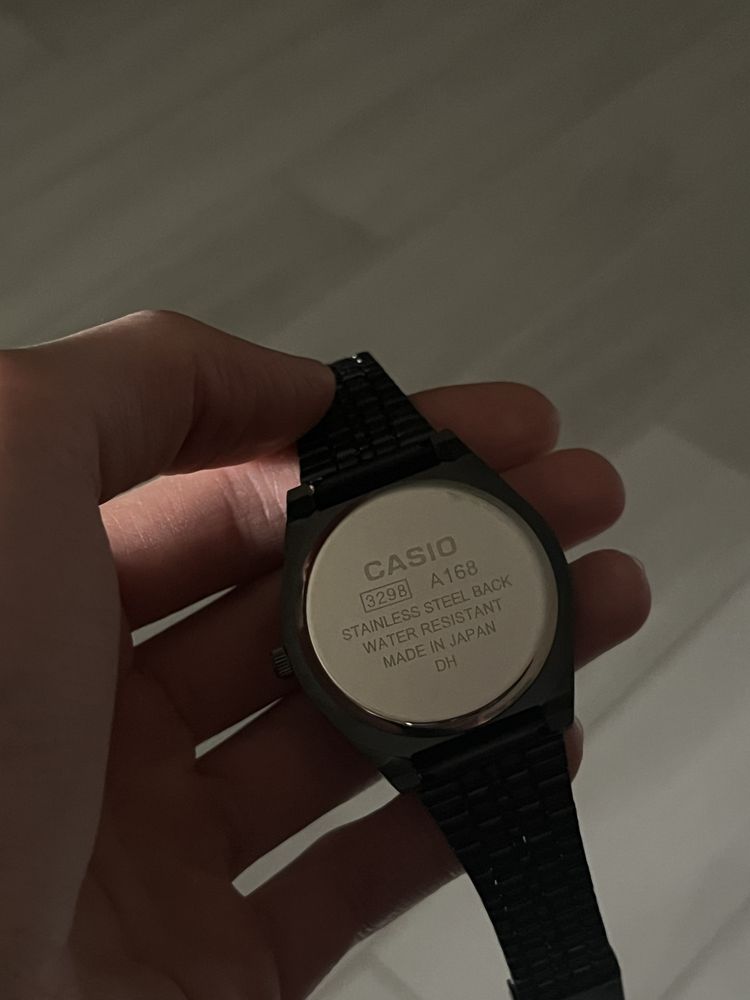 CASIO
3298 A168
STAINLESS STEEL BACK
WATER RESISTANT
MADE IN JAPAN
DH